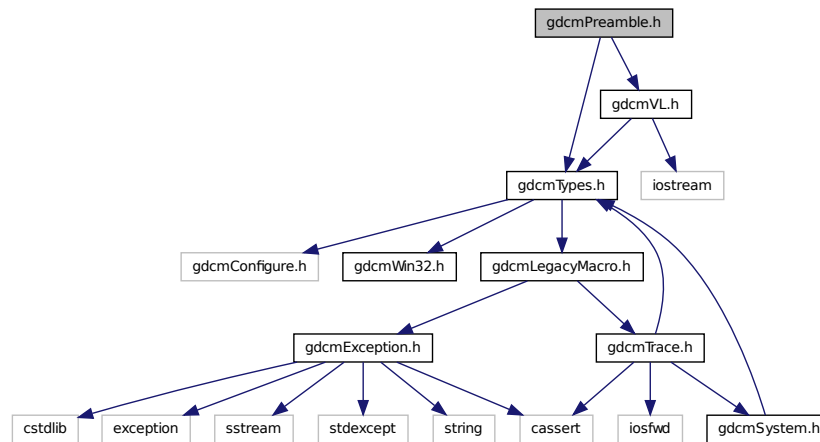 gdcmPreamble.h
gdcmVL.h
gdcmTypes.h
iostream
gdcmConfigure.h
gdcmWin32.h
gdcmLegacyMacro.h
gdcmException.h
gdcmTrace.h
cstdlib
exception
sstream
stdexcept
string
cassert
iosfwd
gdcmSystem.h